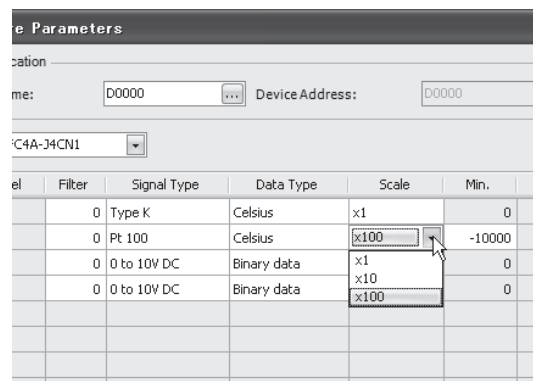 re Parameters
cation
me: D0000 ... Device Address: D0000
FC4A-J4CN1
el Filter Signal Type Data Type Scale Min.
0 Type K Celsius x1 0
0 Pt 100 Celsius x100 -10000
0 0 to 10V DC Binary data x1 0
x10
0 0 to 10V DC Binary data x100 0